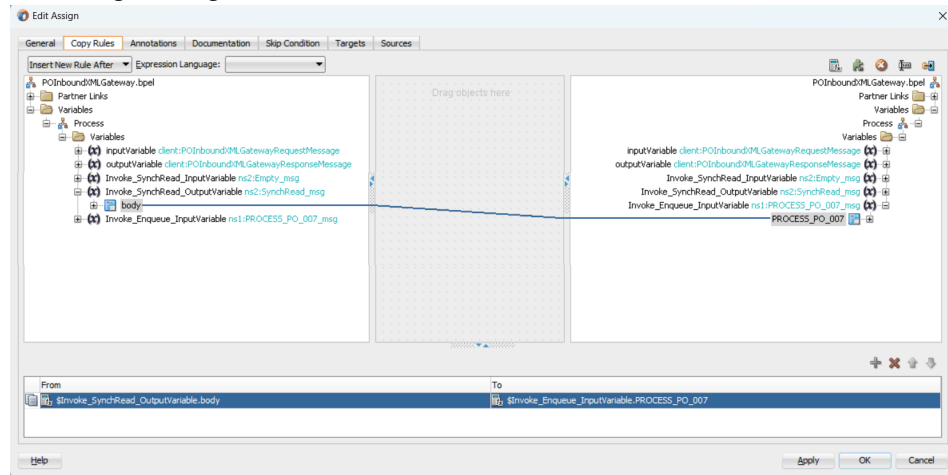 Edit Assign
General Copy Rules Annotations Documentation Skip Condition Targets Sources
Insert New Rule After Expression Language:
POInboundXMLGateway.bpel
Partner Links
Variables
Process
Variables
inputVariable client:POInboundXMLGatewayRequestMessage
outputVariable client:POInboundXMLGatewayResponseMessage
Invoke_SynchRead_InputVariable ns2:Empty_msg
Invoke_SynchRead_OutputVariable ns2:SynchRead_msg
body
Invoke_Enqueue_InputVariable ns1:PROCESS_PO_007_msg
Drag objects here
POInboundXMLGateway.bpel
Partner Links
Variables
Process
Variables
inputVariable client:POInboundXMLGatewayRequestMessage
outputVariable client:POInboundXMLGatewayResponseMessage
Invoke_SynchRead_InputVariable ns2:Empty_msg
Invoke_SynchRead_OutputVariable ns2:SynchRead_msg
Invoke_Enqueue_InputVariable ns1:PROCESS_PO_007_msg
PROCESS_PO_007
From To
$Invoke_SynchRead_OutputVariable.body $Invoke_Enqueue_InputVariable.PROCESS_PO_007
Help Apply OK Cancel